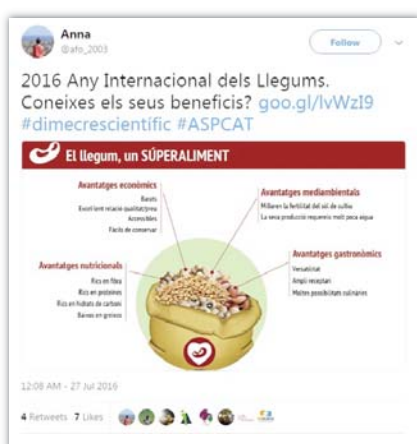 Anna
@afo_2003
Follow
2016 Any Internacional dels Llegums.
Coneixes els seus beneficis? goo.gl/lvWzI9
#dimecrescientífic #ASPCAT
El llegum, un SÚPERALIMENT
Avantatges econòmics
Barats
Excel·lent relació qualitat/preu
Accessibles
Fàcils de conservar
Avantatges mediambientals
Milloren la fertilitat del sòl de cultiu
La seva producció requereix molt poca aigua
Avantatges nutricionals
Rics en fibra
Rics en proteïnes
Rics en hidrats de carboni
Baixos en greixos
Avantatges gastronòmics
Versatilitat
Ampli receptari
Moltes possibilitats culinàries
12:08 AM - 27 Jul 2016
4 Retweets 7 Likes